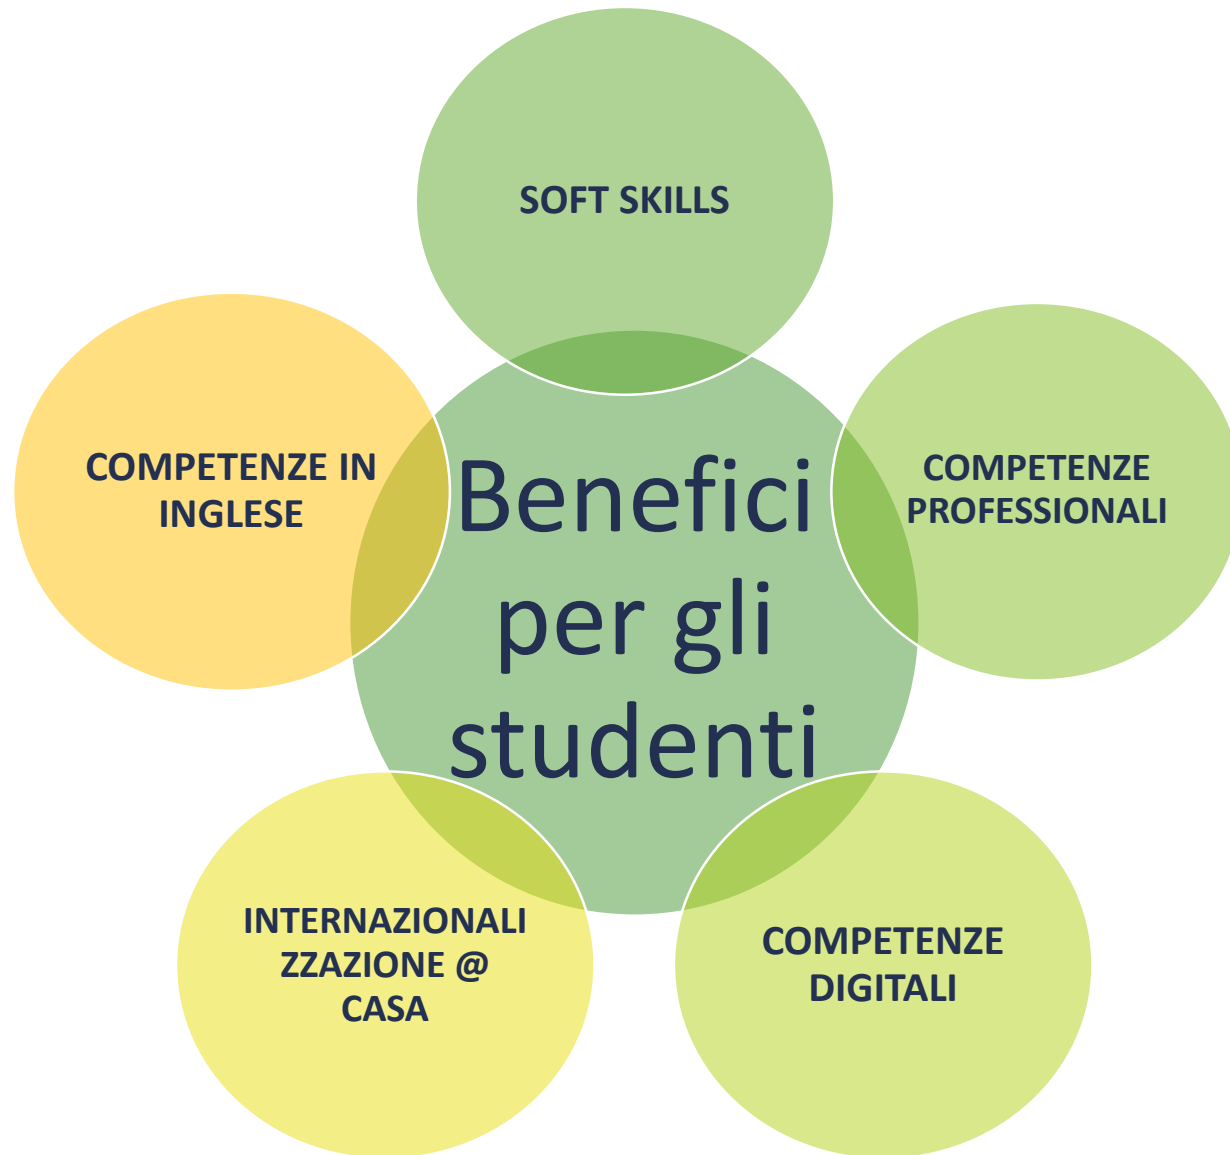 SOFT SKILLS
COMPETENZE IN
INGLESE
COMPETENZE
PROFESSIONALI
Benefici
per gli
studenti
INTERNAZIONALI
ZZAZIONE @
CASA
COMPETENZE
DIGITALI